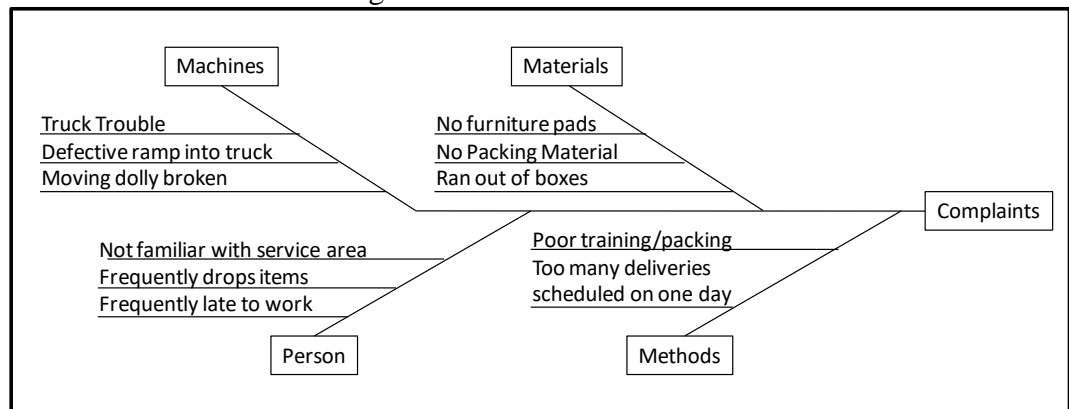 Machines
Materials
Truck Trouble
Defective ramp into truck
Moving dolly broken
No furniture pads
No Packing Material
Ran out of boxes
Complaints
Not familiar with service area
Frequently drops items
Frequently late to work
Poor training/packing
Too many deliveries
scheduled on one day
Person
Methods